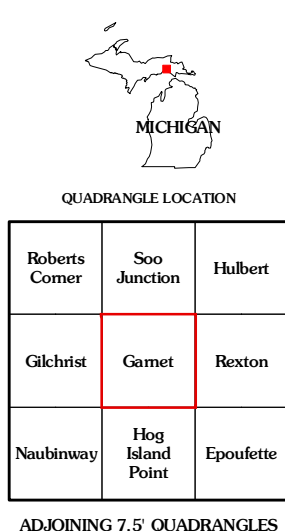 MICHIGAN
QUADRANGLE LOCATION
Roberts
Corner
Soo
Junction
Hulbert
Gilchrist
Garnet
Rexton
Naubinway
Hog
Island
Point
Epoufette
ADJOINING 7.5' QUADRANGLES